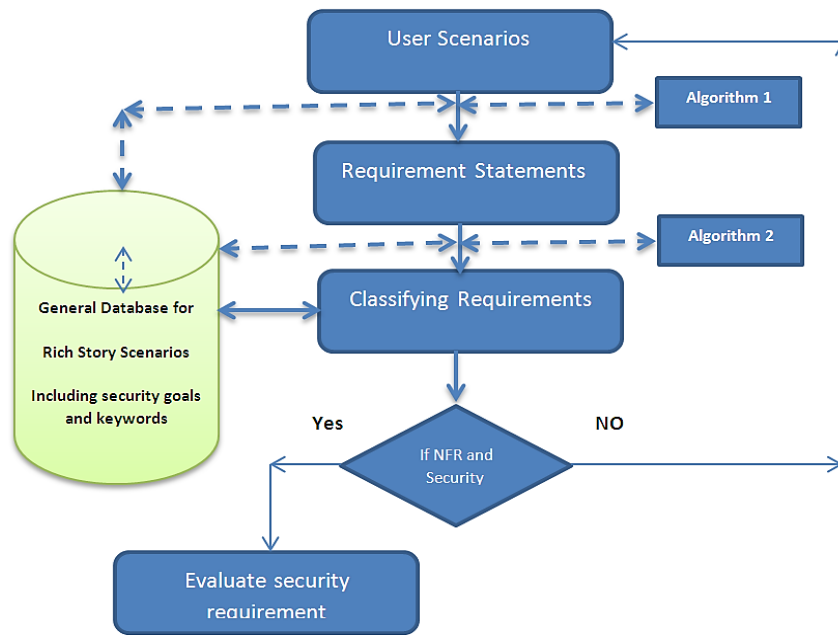 User Scenarios
Algorithm 1
Requirement Statements
Algorithm 2
Classifying Requirements
General Database for
Rich Story Scenarios
Including security goals
and keywords
Yes
NO
If NFR and
Security
Evaluate security
requirement